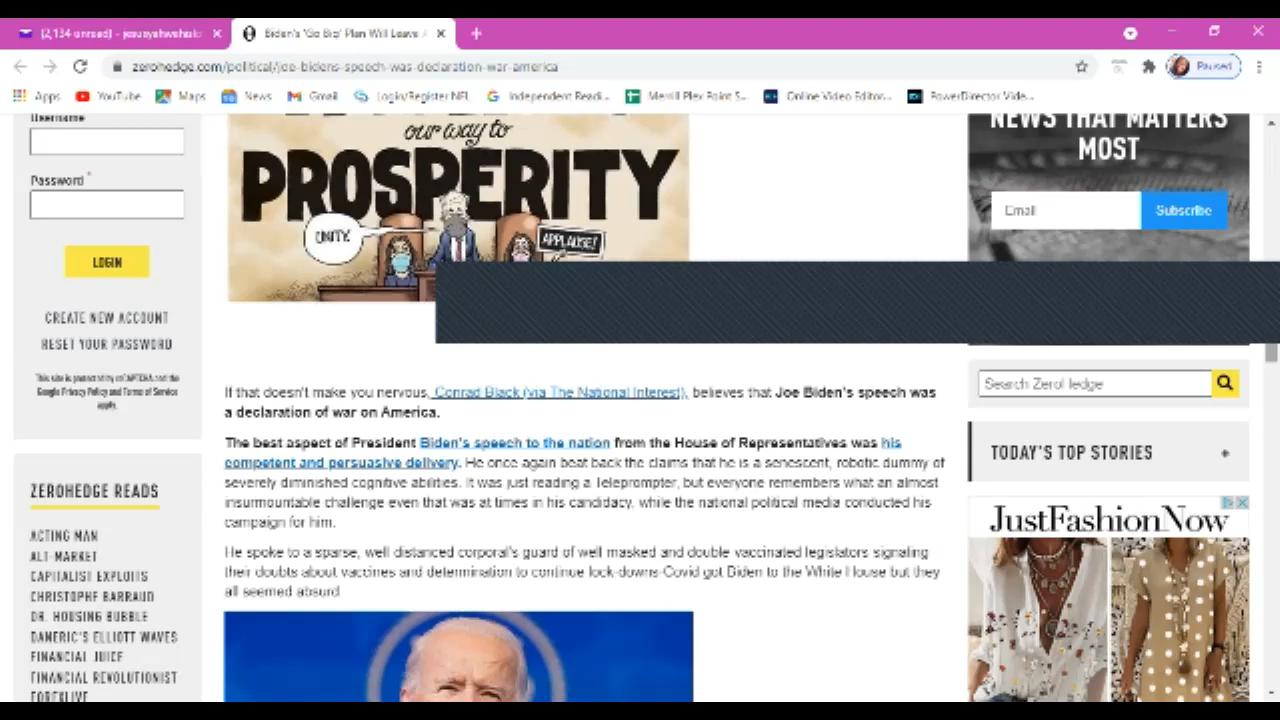 (2,134 unread) -
Biden's 'Go Big' Plan Will Leave
zerohedge.com/political/joe-bidens-speech-was-declaration-war-america
Paused
Apps YouTube Maps News Gmail Login/Register NFL Independent Readi... Merrill Plex Point S... Online Video Editor... PowerDirector Vide...
Username
Password *
LOGIN
CREATE NEW ACCOUNT
RESET YOUR PASSWORD
This site is protected by reCAPTCHA and the
Google Privacy Policy and Terms of Service
apply.
ZEROHEDGE READS
ACTING MAN
ALT-MARKET
CAPITALIST EXPLOITS
CHRISTOPHE BARRAUD
DR. HOUSING BUBBLE
DANERIC'S ELLIOTT WAVES
FINANCIAL JUICE
FINANCIAL REVOLUTIONIST
FOREXLIVE
our way to
PROSPERITY
UNITY.
APPLAUSE!
If that doesn't make you nervous, Conrad Black (via The National Interest), believes that Joe Biden's speech was
a declaration of war on America.
The best aspect of President Biden's speech to the nation from the House of Representatives was his
competent and persuasive delivery. He once again beat back the claims that he is a senescent, robotic dummy of
severely diminished cognitive abilities. It was just reading a Teleprompter, but everyone remembers what an almost
insurmountable challenge even that was at times in his candidacy, while the national political media conducted his
campaign for him.
He spoke to a sparse, well distanced corporal's guard of well masked and double vaccinated legislators signaling
their doubts about vaccines and determination to continue lock-downs-Covid got Biden to the White House but they
all seemed absurd
NEWS THAT MATTERS
MOST
Email Subscribe
Search ZeroHedge
TODAY'S TOP STORIES +
JustFashionNow